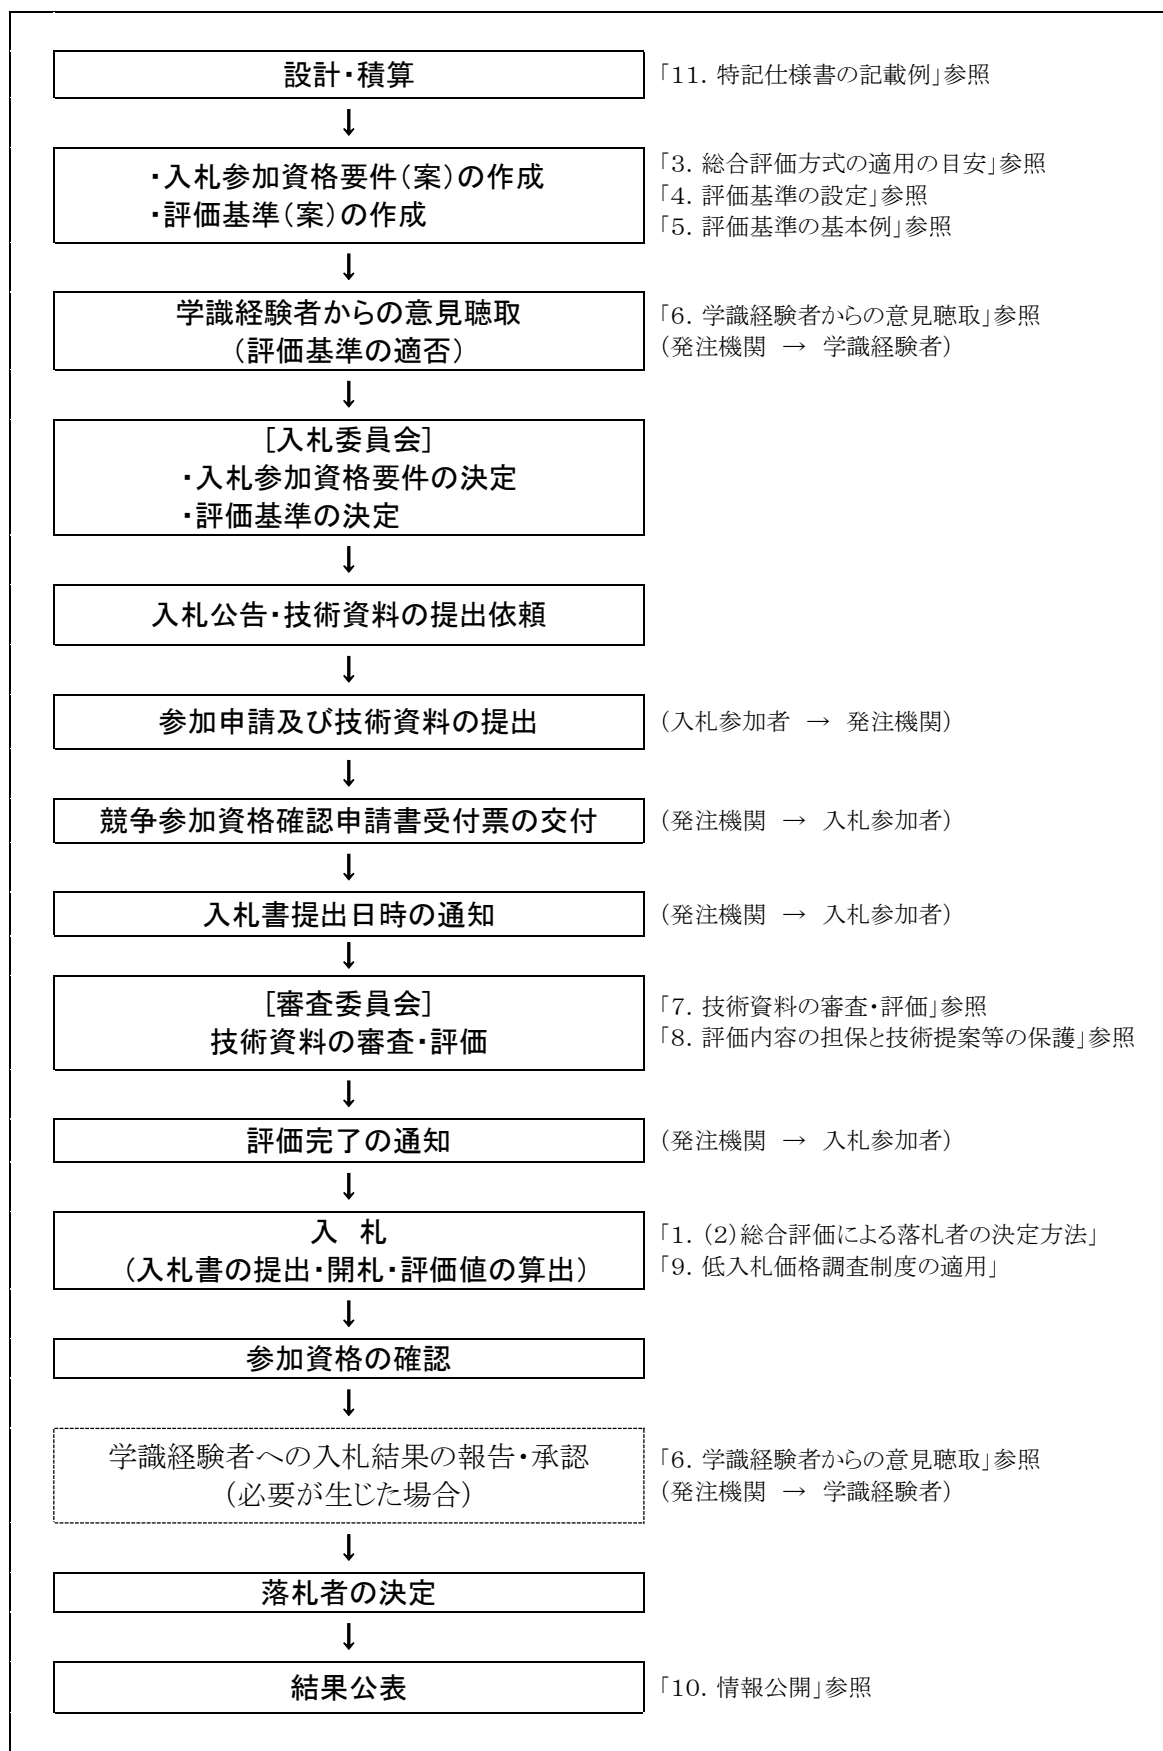 設計・積算
「11．特記仕様書の記載例」参照
↓
・入札参加資格要件（案）の作成
・評価基準（案）の作成
「3．総合評価方式の適用の目安」参照
「4．評価基準の設定」参照
「5．評価基準の基本例」参照
↓
学識経験者からの意見聴取
（評価基準の適否）
「6．学識経験者からの意見聴取」参照
（発注機関　→　学識経験者）
↓
［入札委員会］
・入札参加資格要件の決定
・評価基準の決定
↓
入札公告・技術資料の提出依頼
↓
参加申請及び技術資料の提出
（入札参加者　→　発注機関）
↓
競争参加資格確認申請書受付票の交付
（発注機関　→　入札参加者）
↓
入札書提出日時の通知
（発注機関　→　入札参加者）
↓
［審査委員会］
技術資料の審査・評価
「7．技術資料の審査・評価」参照
「8．評価内容の担保と技術提案等の保護」参照
↓
評価完了の通知
（発注機関　→　入札参加者）
↓
入　札
（入札書の提出・開札・評価値の算出）
「1．（2）総合評価による落札者の決定方法」
「9．低入札価格調査制度の適用」
↓
参加資格の確認
↓
学識経験者への入札結果の報告・承認
（必要が生じた場合）
「6．学識経験者からの意見聴取」参照
（発注機関　→　学識経験者）
↓
落札者の決定
↓
結果公表
「10．情報公開」参照